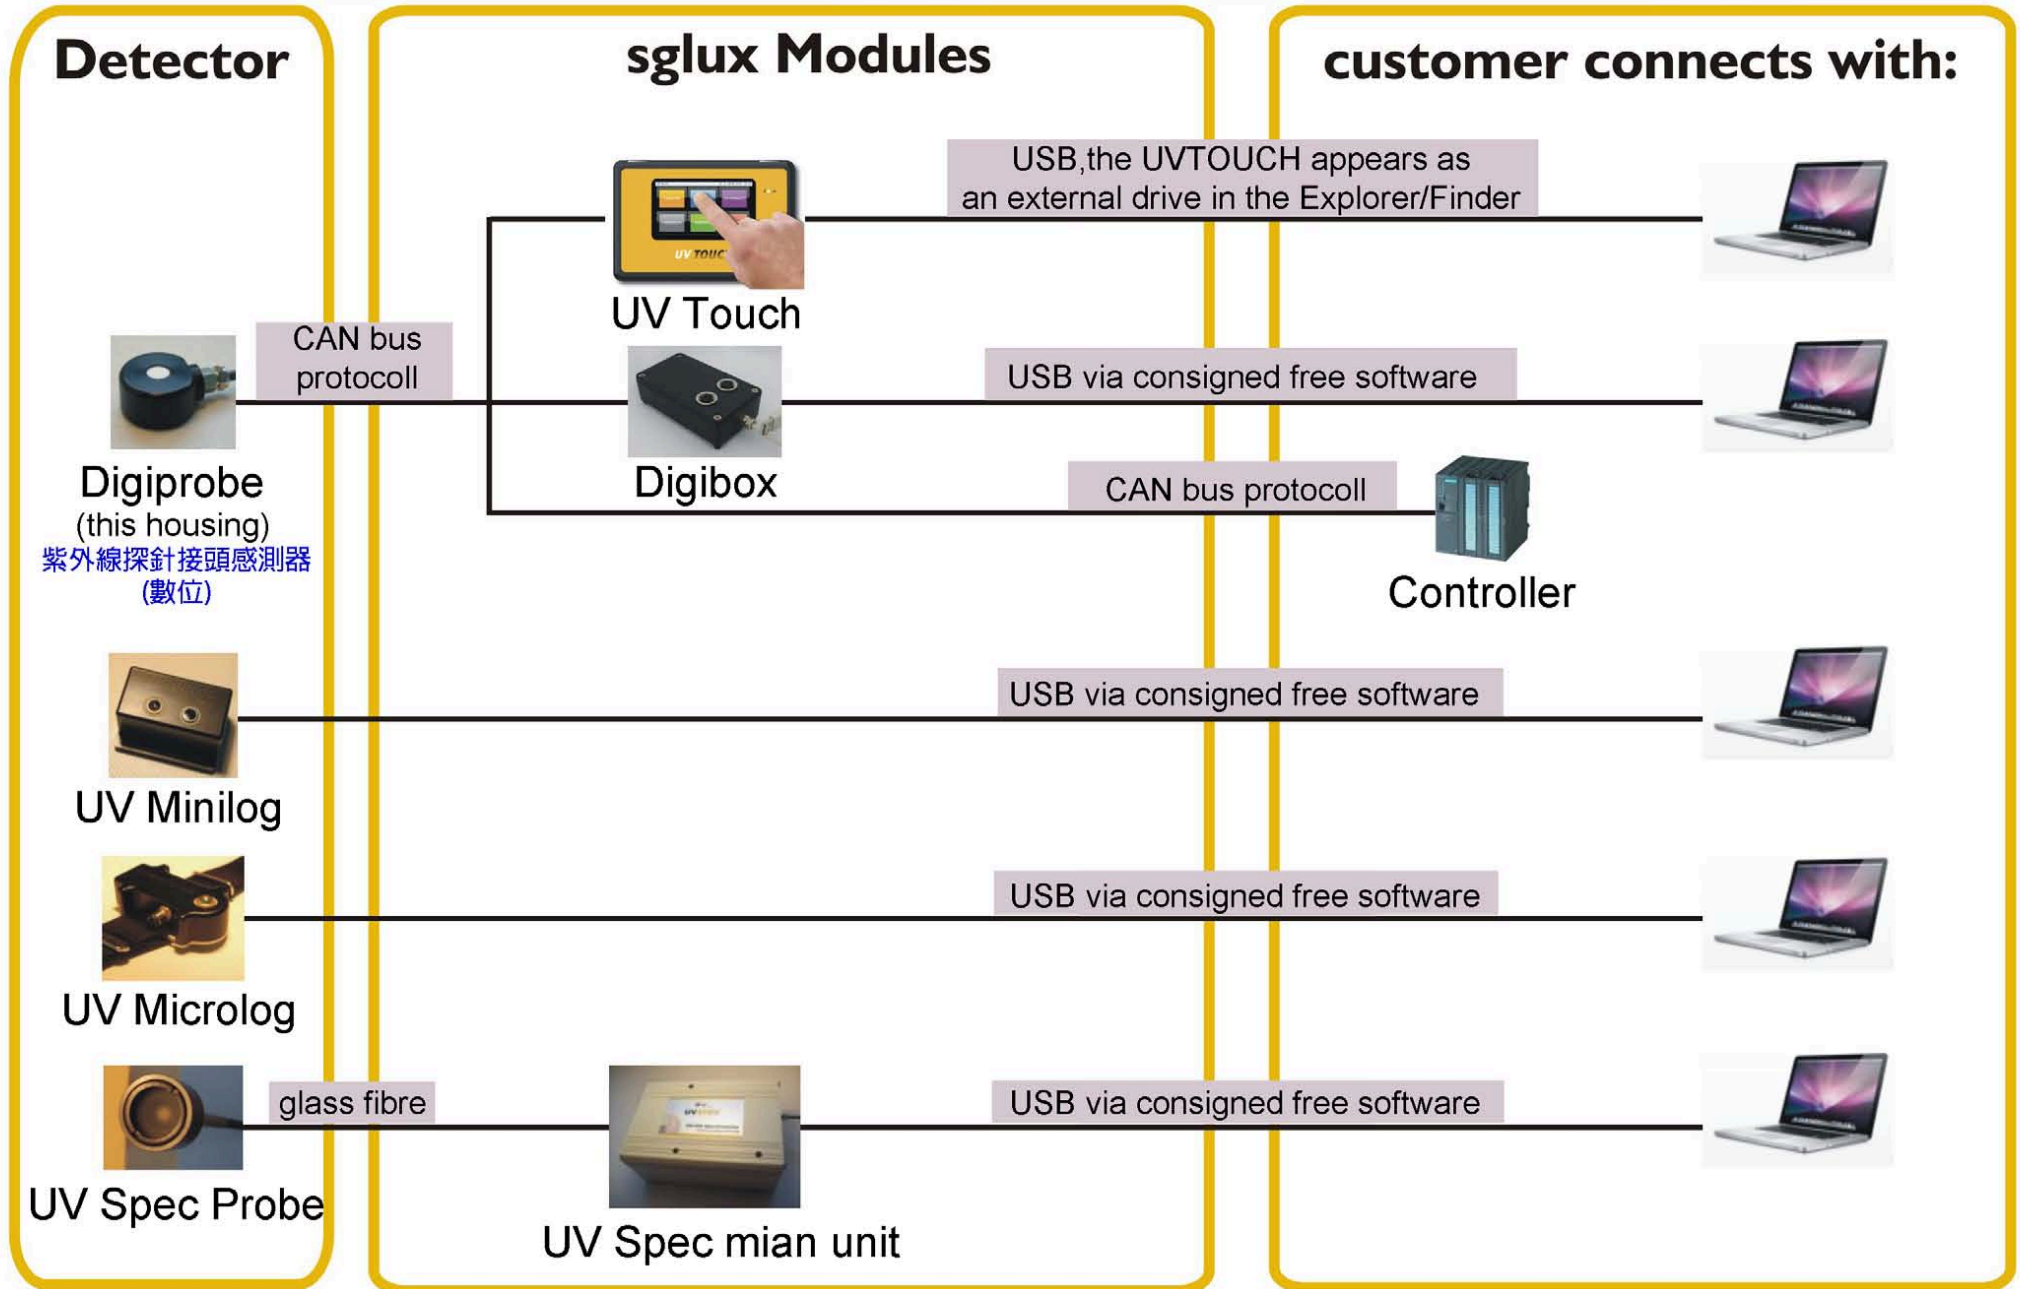 Detector
sglux Modules
customer connects with:
USB,the UVTOUCH appears as
an external drive in the Explorer/Finder
UV TOUC
UV Touch
CAN bus
protocoll
USB via consigned free software
Digiprobe
(this housing)
紫外線探針接頭感測器
(數位)
Digibox
CAN bus protocoll
Controller
USB via consigned free software
UV Minilog
USB via consigned free software
UV Microlog
glass fibre
USB via consigned free software
UV Spec Probe
UV Spec mian unit